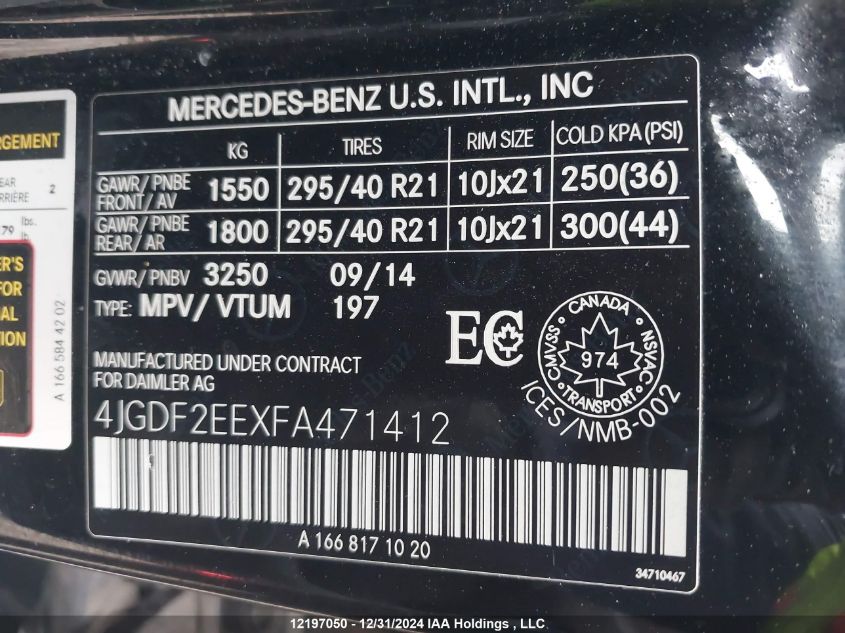 MERCEDES-BENZ U.S. INTL., INC
KG TIRES RIM SIZE COLD KPA (PSI)
GAWR/ PNBE FRONT/ AV 1550 295/40 R21 10Jx21 250(36)
GAWR/ PNBE REAR/ AR 1800 295/40 R21 10Jx21 300(44)
GVWR/ PNBV 3250 09/14
TYPE: MPV/ VTUM 197
EC
CANADA
CMVSS 974 NSVAC
TRANSPORT
ICES/NMB-002
MANUFACTURED UNDER CONTRACT
FOR DAIMLER AG
4JGDF2EEXFA471412
A 166 817 10 20
34710467
RGEMENT
EAR
RRIÈRE 2
79 lbs.
R'S
FOR
AL
TION
A 166 584 42 02
12197050 - 12/31/2024 IAA Holdings , LLC